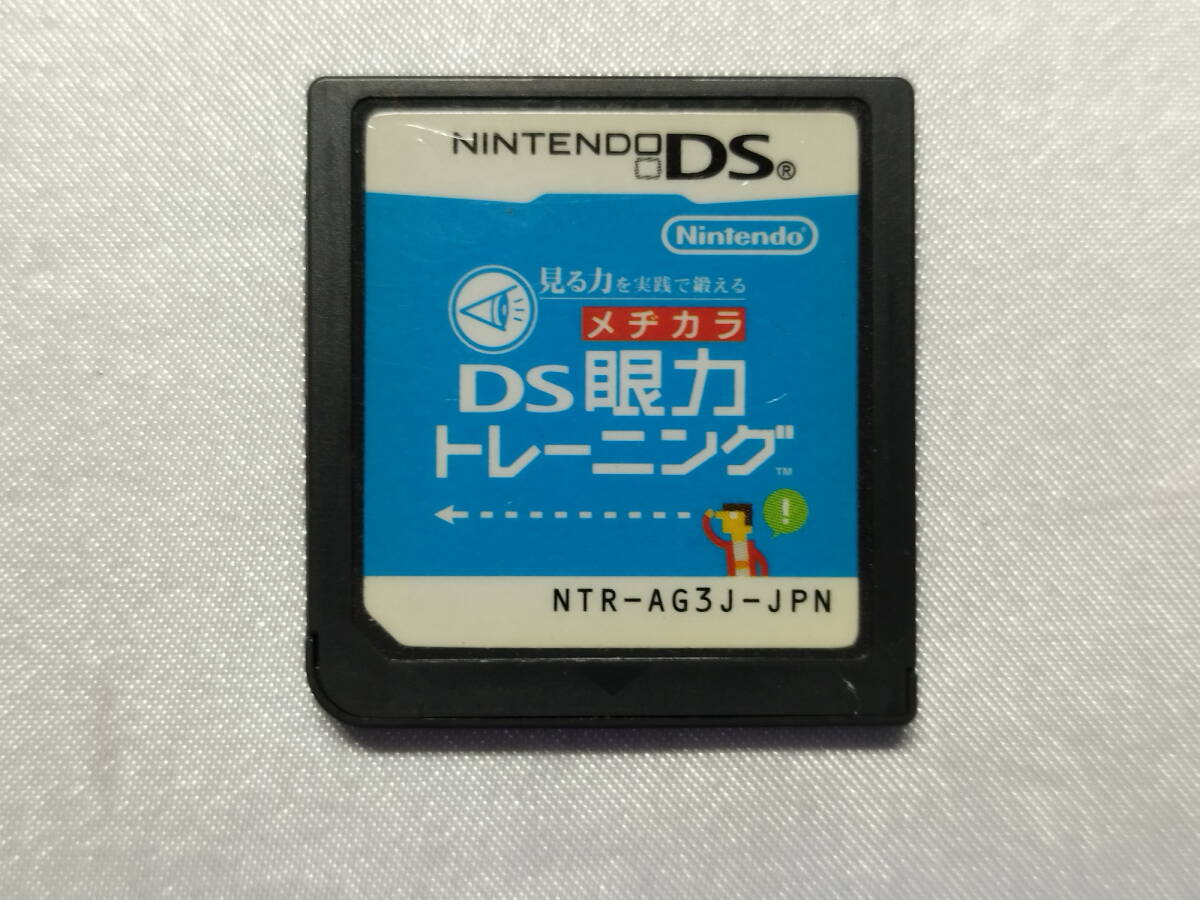 NINTENDO DS®
Nintendo®
見る力を実践で鍛える
メヂカラ
DS眼力
トレーニング™
!
NTR-AG3J-JPN